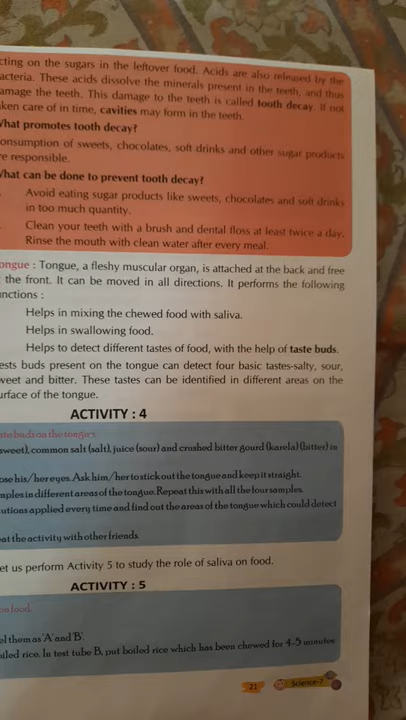 cting on the sugars in the leftover food. Acids are also released by the
acteria. These acids dissolve the minerals present in the teeth, and thus
amage the teeth. This damage to the teeth is called tooth decay. If not
aken care of in time, cavities may form in the teeth.
What promotes tooth decay?
onsumption of sweets, chocolates, soft drinks and other sugar products
re responsible.
What can be done to prevent tooth decay?
Avoid eating sugar products like sweets, chocolates and soft drinks
in too much quantity.
Clean your teeth with a brush and dental floss at least twice a day.
Rinse the mouth with clean water after every meal.
ongue : Tongue, a fleshy muscular organ, is attached at the back and free
the front. It can be moved in all directions. It performs the following
nctions :
Helps in mixing the chewed food with saliva.
Helps in swallowing food.
Helps to detect different tastes of food, with the help of taste buds.
ests buds present on the tongue can detect four basic tastes-salty, sour,
weet and bitter. These tastes can be identified in different areas on the
urface of the tongue.
ACTIVITY : 4
ste buds on the tongue.
sweet), common salt (salt), juice (sour) and crushed bitter gourd (karela) (bitter) in
ose his/her eyes. Ask him/her to stick out the tongue and keep it straight.
mples in different areas of the tongue. Repeat this with all the four samples.
utions applied every time and find out the areas of the tongue which could detect
eat the activity with other friends.
et us perform Activity 5 to study the role of saliva on food.
ACTIVITY : 5
on food.
el them as 'A' and 'B'.
oiled rice. In test tube B, put boiled rice which has been chewed for 4-5 minutes
21
Science-7